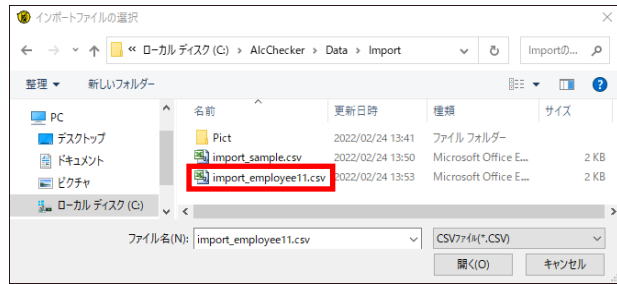 インポートファイルの選択
« ローカル ディスク (C:) > AlcChecker > Data > Import
Importの...
整理 新しいフォルダー
名前 更新日時 種類 サイズ
PC
デスクトップ
ドキュメント
ピクチャ
ローカル ディスク (C:)
Pict 2022/02/24 13:41 ファイル フォルダー
import_sample.csv 2022/02/24 13:50 Microsoft Office E... 2 KB
import_employee11.csv 2022/02/24 13:53 Microsoft Office E... 2 KB
ファイル名(N): import_employee11.csv CSVファイル(*.CSV)
開く(O) キャンセル